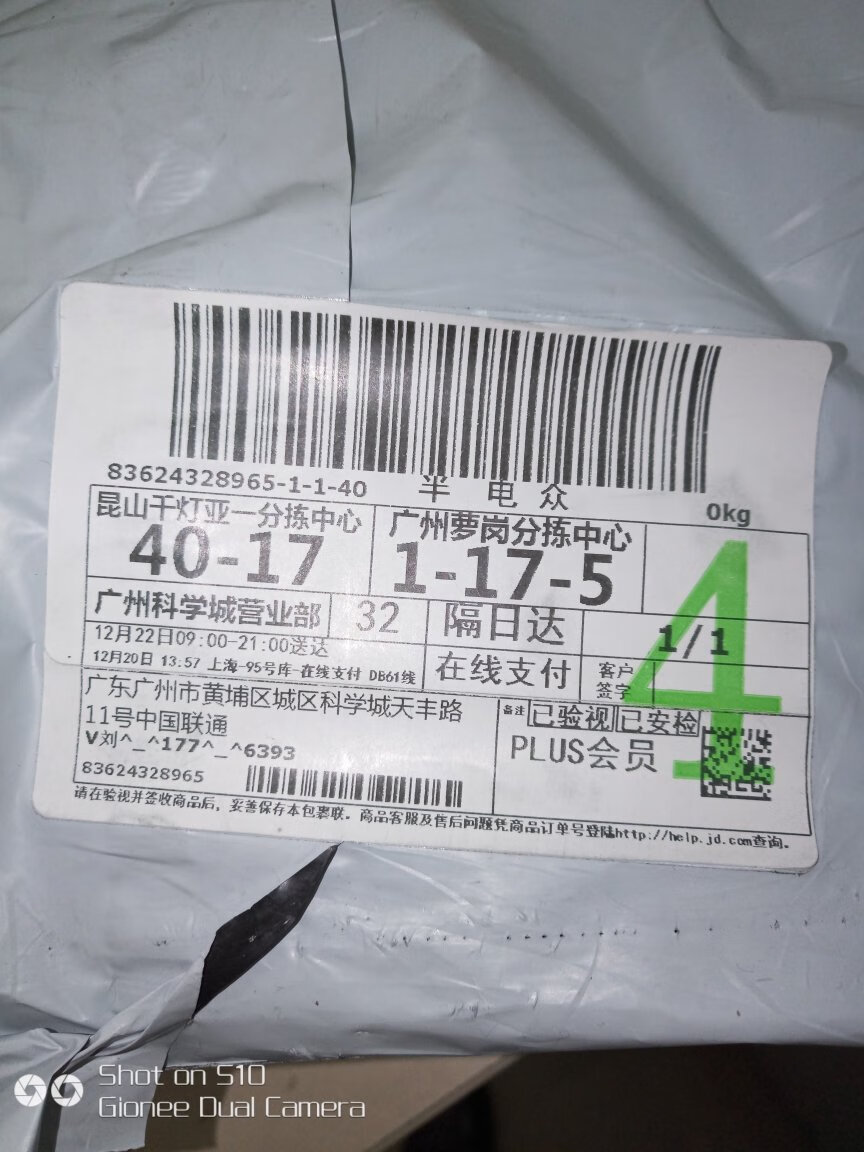 83624328965-1-1-40
半 电 众
0kg
昆山千灯亚一分拣中心
40-17
广州萝岗分拣中心
1-17-5
4
广州科学城营业部
32
隔日达
1/1
12月22日09:00-21:00送达
12月20日 13:57 上海-95号库-在线支付 DB61线
在线支付
客户
签字
广东广州市黄埔区城区科学城天丰路
11号中国联通
V刘^_^177^_^6393
83624328965
备注
已验视 已安检
PLUS会员
请在验视并签收商品后，妥善保存本包裹联。商品客服及售后问题凭商品订单号登陆http://help.jd.com查询。
Shot on S10
Gionee Dual Camera